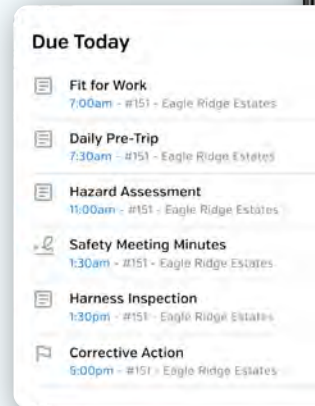 Due Today
Fit for Work
7:00am - #151 - Eagle Ridge Estates
Daily Pre-Trip
7:30am - #151 - Eagle Ridge Estates
Hazard Assessment
11:00am - #151 - Eagle Ridge Estates
Safety Meeting Minutes
1:30am - #151 - Eagle Ridge Estates
Harness Inspection
1:30pm - #151 - Eagle Ridge Estates
Corrective Action
5:00pm - #151 - Eagle Ridge Estates